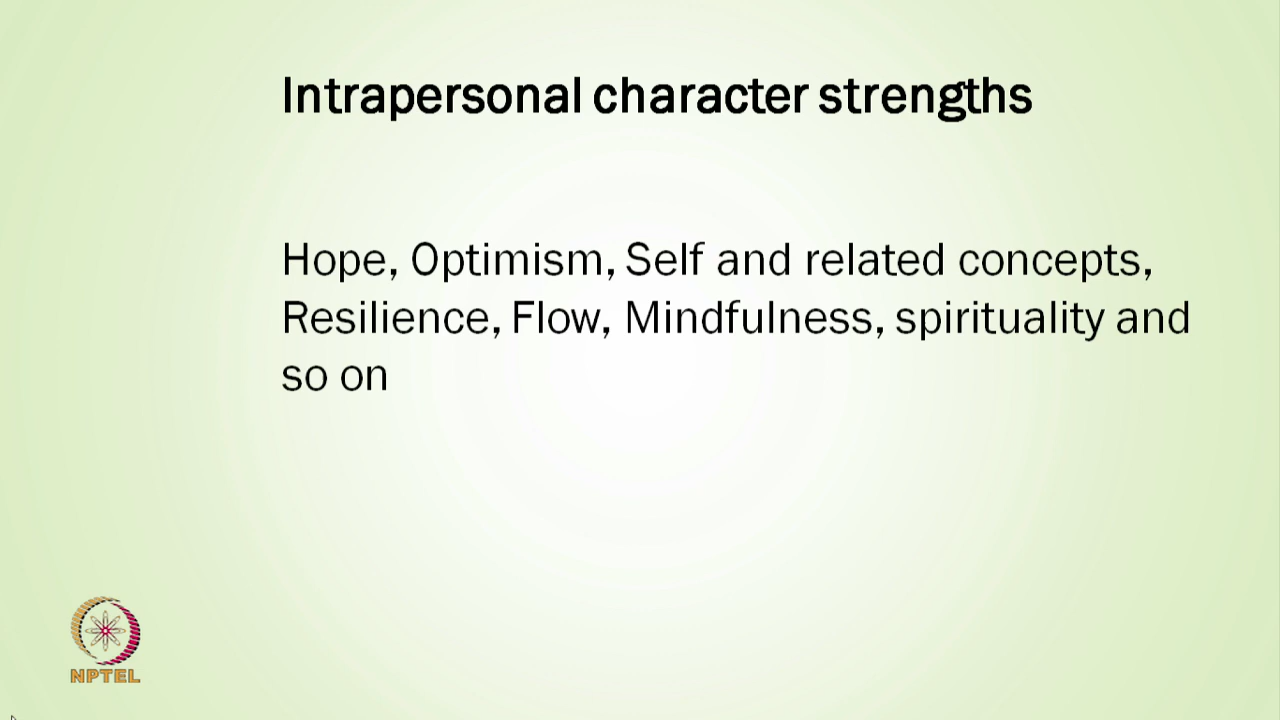 Intrapersonal character strengths
Hope, Optimism, Self and related concepts,
Resilience, Flow, Mindfulness, spirituality and
so on
NPTEL